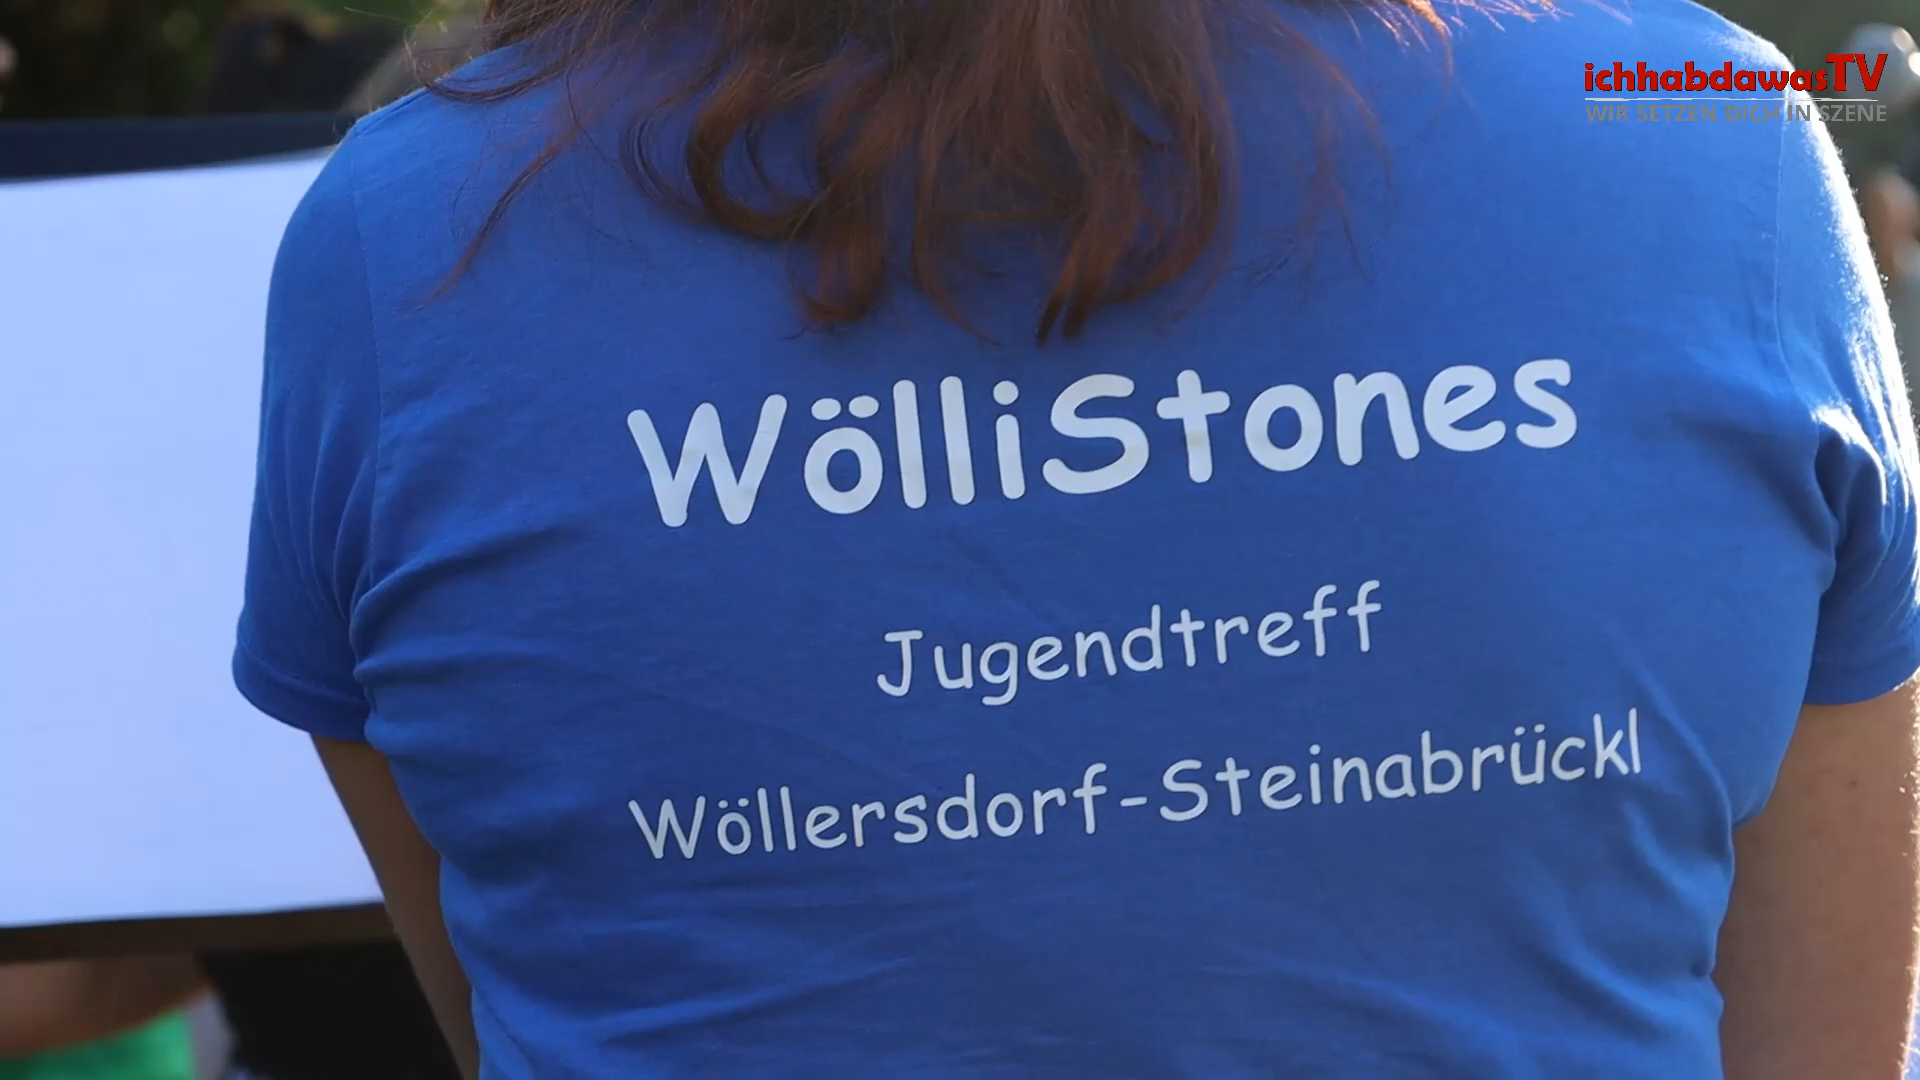 ichhabdawasTV
WIR SETZEN DICH IN SZENE
WölliStones
Jugendtreff
Wöllersdorf-Steinabrückl